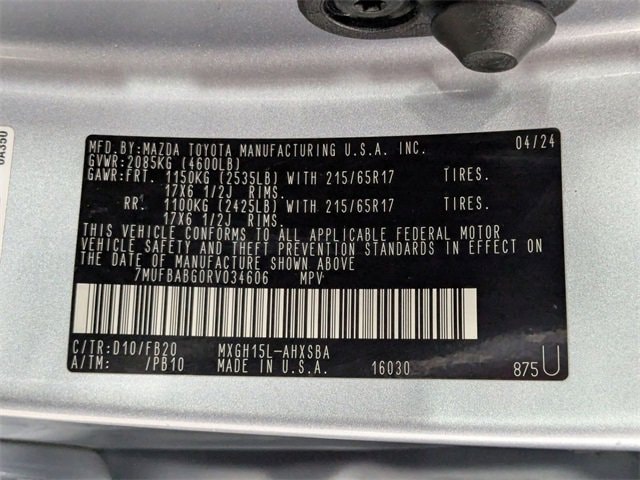 MFD.BY:MAZDA TOYOTA MANUFACTURING U.S.A. INC. 04/24
GVWR:2085KG (4600LB)
GAWR:FRT. 1150KG (2535LB) WITH 215/65R17 TIRES.
17X6 1/2J RIMS.
RR. 1100KG (2425LB) WITH 215/65R17 TIRES.
17X6 1/2J RIMS.
THIS VEHICLE CONFORMS TO ALL APPLICABLE FEDERAL MOTOR
VEHICLE SAFETY AND THEFT PREVENTION STANDARDS IN EFFECT ON
THE DATE OF MANUFACTURE SHOWN ABOVE
7MUFBABG0RV034606 MPV
C/TR:D10/FB20 MXGH15L-AHXSBA
A/TM: /PB10 MADE IN U.S.A. 16030 875U